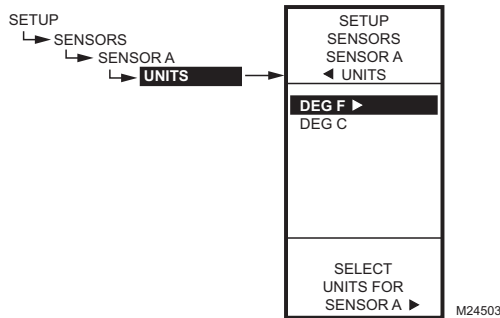 SETUP
SENSORS
SENSOR A
UNITS
SETUP
SENSORS
SENSOR A
◄ UNITS
DEG F ►
DEG C
SELECT
UNITS FOR
SENSOR A ►
M24503